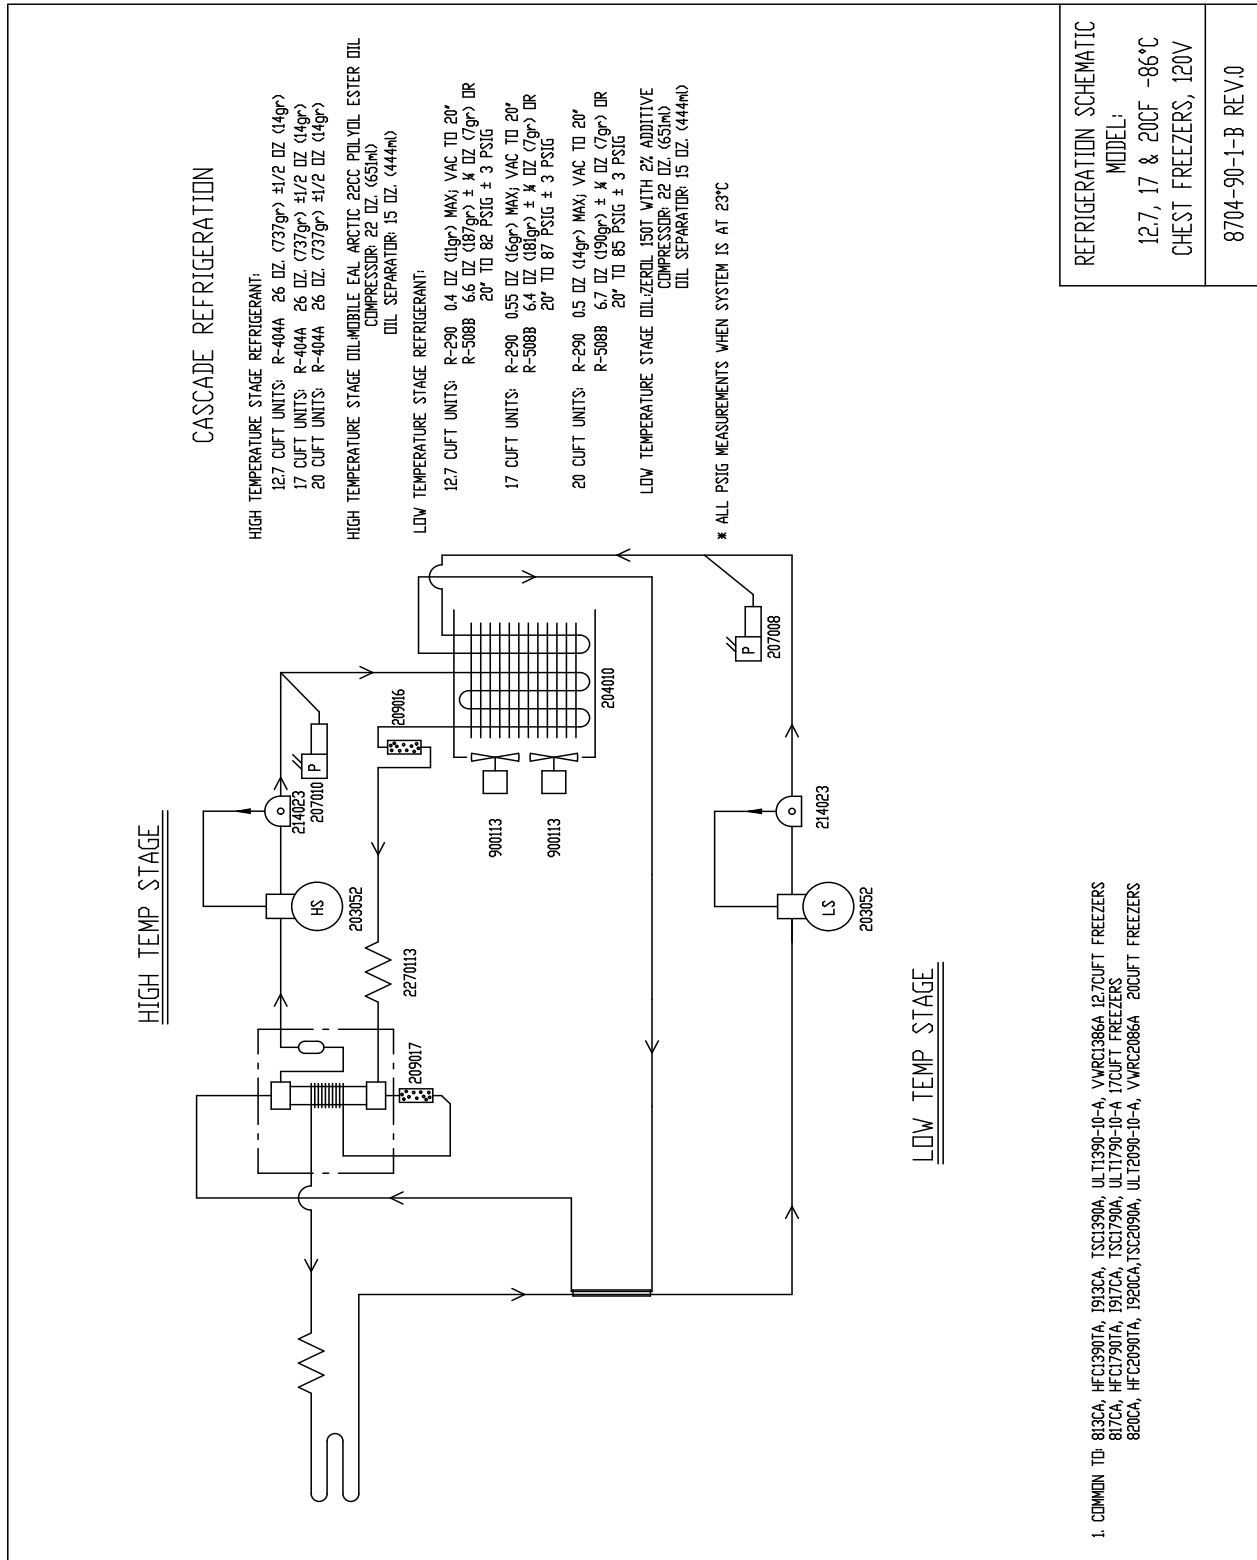 CASCADE REFRIGERATION
HIGH TEMPERATURE STAGE REFRIGERANT:
12.7 CUFT UNITS: R-404A 26 OZ. (737gr) ±1/2 OZ (14gr)
17 CUFT UNITS: R-404A 26 OZ. (737gr) ±1/2 OZ (14gr)
20 CUFT UNITS: R-404A 26 OZ. (737gr) ±1/2 OZ (14gr)
HIGH TEMPERATURE STAGE OIL:MOBILE EAL ARCTIC 22CC POLYOL ESTER OIL
COMPRESSOR: 22 OZ. (651ml)
OIL SEPARATOR: 15 OZ. (444ml)
LOW TEMPERATURE STAGE REFRIGERANT:
12.7 CUFT UNITS: R-290 0.4 OZ (11gr) MAX; VAC TO 20"
R-508B 6.6 OZ (187gr) ± ¼ OZ (7gr) OR
20" TO 82 PSIG ± 3 PSIG
17 CUFT UNITS: R-290 0.55 OZ (16gr) MAX; VAC TO 20"
R-508B 6.4 OZ (181gr) ± ¼ OZ (7gr) OR
20" TO 87 PSIG ± 3 PSIG
20 CUFT UNITS: R-290 0.5 OZ (14gr) MAX; VAC TO 20"
R-508B 6.7 OZ (190gr) ± ¼ OZ (7gr) OR
20" TO 85 PSIG ± 3 PSIG
LOW TEMPERATURE STAGE OIL:ZEROL 150T WITH 2% ADDITIVE
COMPRESSOR: 22 OZ. (651ml)
OIL SEPARATOR: 15 OZ. (444ml)
* ALL PSIG MEASUREMENTS WHEN SYSTEM IS AT 23°C
HIGH TEMP STAGE
HS
203052
214023
207010
P
209016
204010
900113
900113
2270113
209017
P
207008
214023
LS
203052
LOW TEMP STAGE
1. COMMON TO: 813CA, HFC1390TA, I913CA, TSC1390A, ULT1390-10-A, VWRC1386A 12.7CUFT FREEZERS
817CA, HFC1790TA, I917CA, TSC1790A, ULT1790-10-A 17CUFT FREEZERS
820CA, HFC2090TA, I920CA,TSC2090A, ULT2090-10-A, VWRC2086A 20CUFT FREEZERS
REFRIGERATION SCHEMATIC
MODEL:
12.7, 17 & 20CF -86°C
CHEST FREEZERS, 120V
8704-90-1-B REV.0